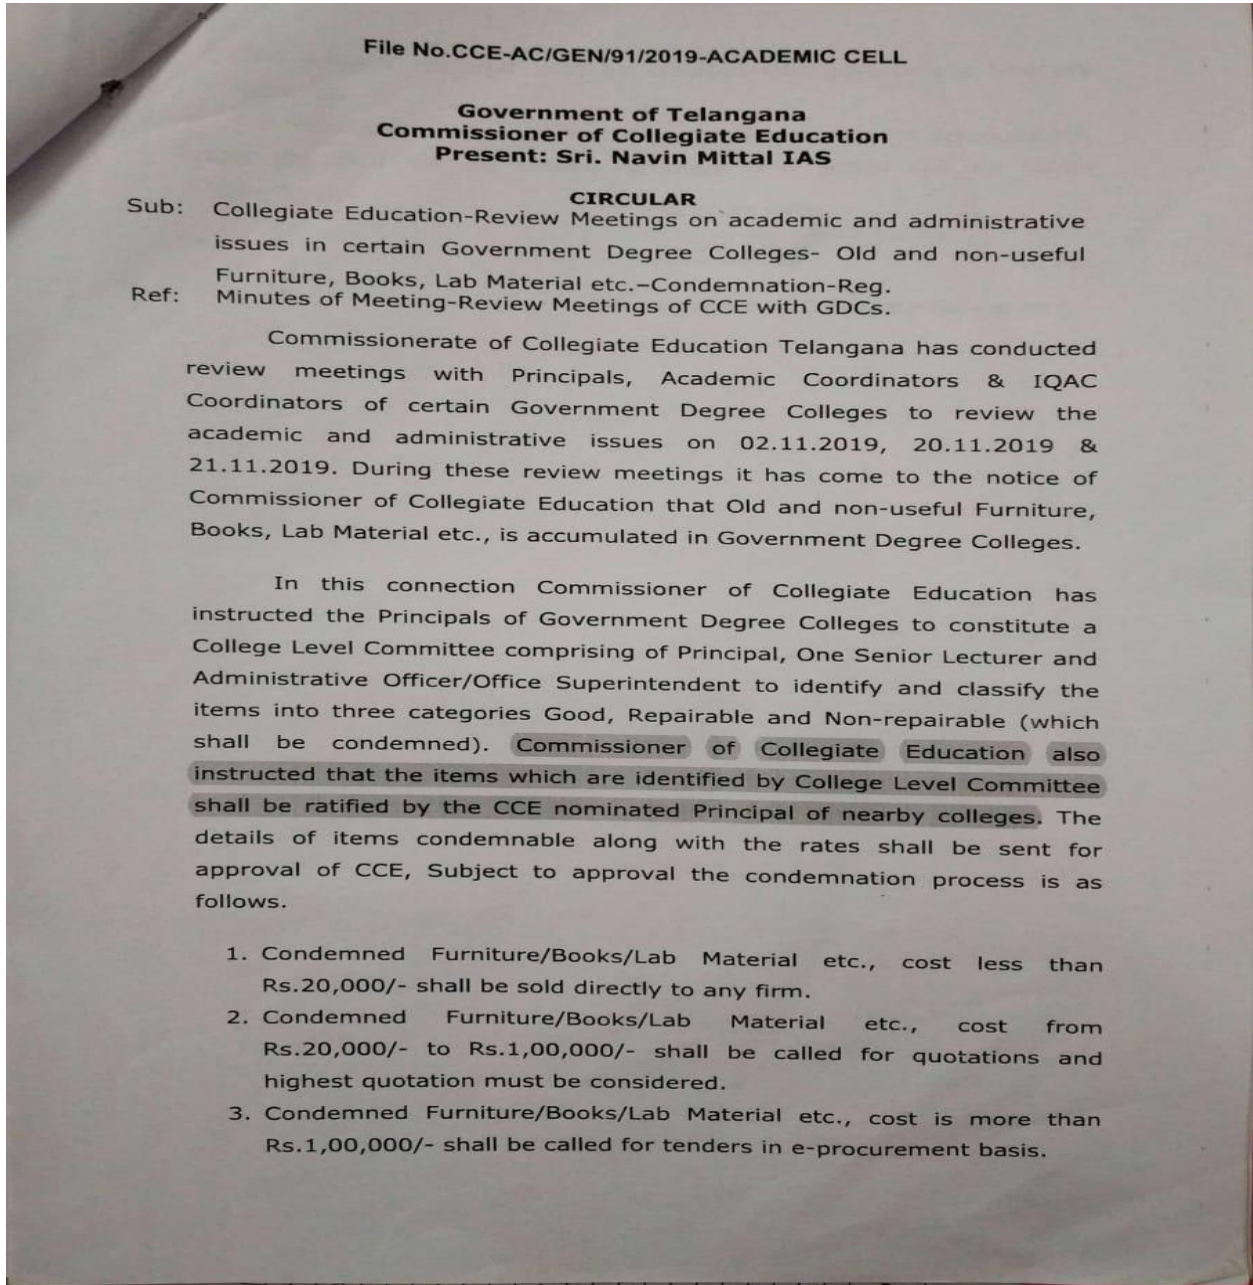 File No.CCE-AC/GEN/91/2019-ACADEMIC CELL
Government of Telangana
Commissioner of Collegiate Education
Present: Sri. Navin Mittal IAS
CIRCULAR
Sub: Collegiate Education-Review Meetings on academic and administrative
issues in certain Government Degree Colleges- Old and non-useful
Furniture, Books, Lab Material etc.–Condemnation-Reg.
Ref: Minutes of Meeting-Review Meetings of CCE with GDCs.
Commissionerate of Collegiate Education Telangana has conducted
review meetings with Principals, Academic Coordinators & IQAC
Coordinators of certain Government Degree Colleges to review the
academic and administrative issues on 02.11.2019, 20.11.2019 &
21.11.2019. During these review meetings it has come to the notice of
Commissioner of Collegiate Education that Old and non-useful Furniture,
Books, Lab Material etc., is accumulated in Government Degree Colleges.
In this connection Commissioner of Collegiate Education has
instructed the Principals of Government Degree Colleges to constitute a
College Level Committee comprising of Principal, One Senior Lecturer and
Administrative Officer/Office Superintendent to identify and classify the
items into three categories Good, Repairable and Non-repairable (which
shall be condemned). Commissioner of Collegiate Education also
instructed that the items which are identified by College Level Committee
shall be ratified by the CCE nominated Principal of nearby colleges. The
details of items condemnable along with the rates shall be sent for
approval of CCE, Subject to approval the condemnation process is as
follows.
1. Condemned Furniture/Books/Lab Material etc., cost less than
Rs.20,000/- shall be sold directly to any firm.
2. Condemned Furniture/Books/Lab Material etc., cost from
Rs.20,000/- to Rs.1,00,000/- shall be called for quotations and
highest quotation must be considered.
3. Condemned Furniture/Books/Lab Material etc., cost is more than
Rs.1,00,000/- shall be called for tenders in e-procurement basis.